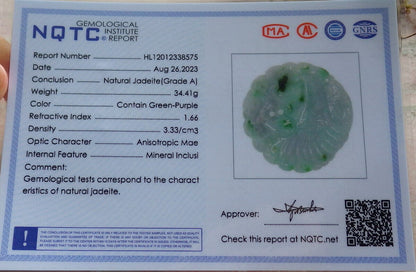 NQTC GEMOLOGICAL INSTITUTE REPORT
MA
GNRS
Report Number HL12012338575
Date Aug 26,2023
Conclusion Natural Jadeite(Grade A)
Weight 34.41g
Color Contain Green-Purple
Refractive Index 1.66
Density 3.33/cm3
Optic Character Anisotropic Mae
Internal Feature Mineral Inclusi
Comment:
Gemological tests correspond to the charact
eristics of natural jadeite.
Approver:
Check this report at NQTC.net